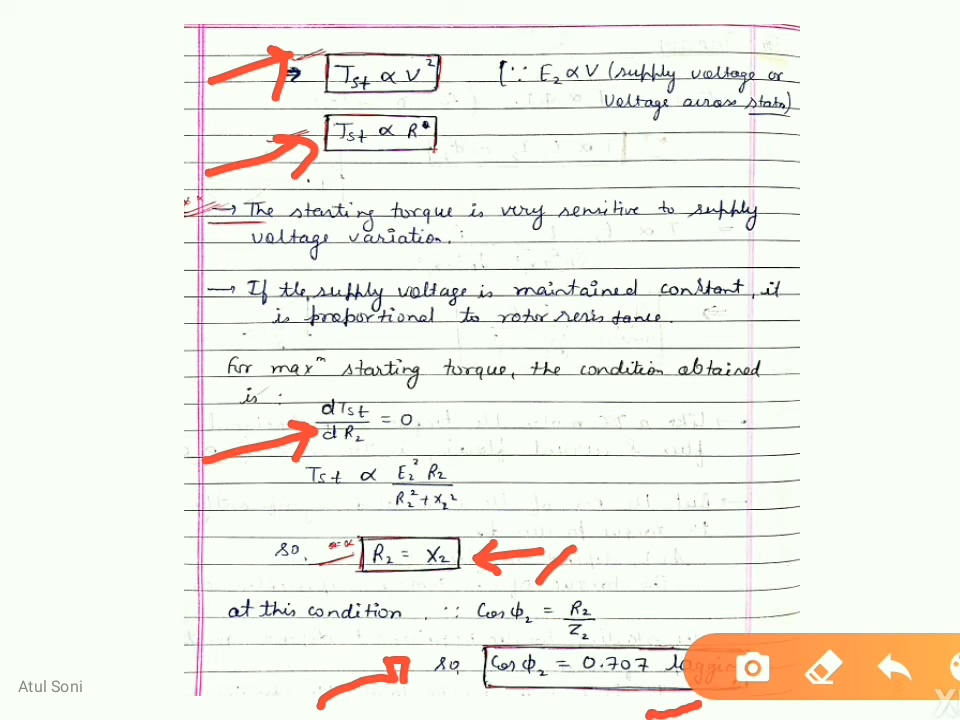 ⇒ Tst ∝ V² [∵ E₂ ∝ V (supply voltage or
voltage across stator)
Tst ∝ R
→ The starting torque is very sensitive to supply
voltage variation.
→ If the supply voltage is maintained constant, it
is proportional to rotor resistance.
for maxᵐ starting torque, the condition obtained
is :
dTst/dR₂ = 0.
Tst ∝ E₂² R₂/R₂² + X₂²
so, R₂ = X₂
at this condition ∵ Cos ϕ₂ = R₂/Z₂
so, Cos ϕ₂ = 0.707
Atul Soni